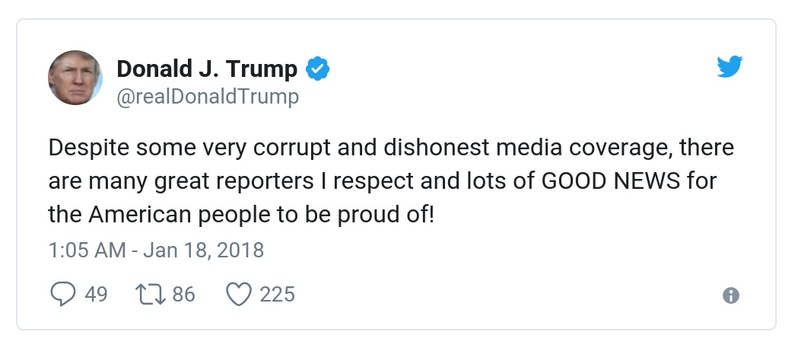 Donald J. Trump
@realDonaldTrump
Despite some very corrupt and dishonest media coverage, there
are many great reporters I respect and lots of GOOD NEWS for
the American people to be proud of!
1:05 AM - Jan 18, 2018
49 86 225